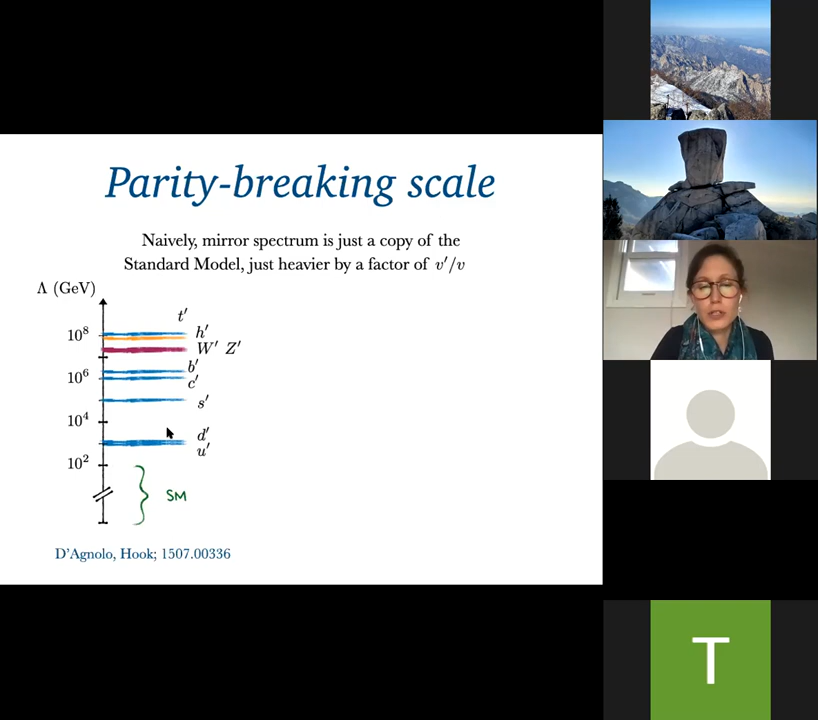 Parity-breaking scale
Naively, mirror spectrum is just a copy of the
Standard Model, just heavier by a factor of v′/v
Λ (GeV)
t′
10⁸
h′
W′ Z′
b′
10⁶
c′
s′
10⁴
d′
u′
10²
SM
D'Agnolo, Hook; 1507.00336
T